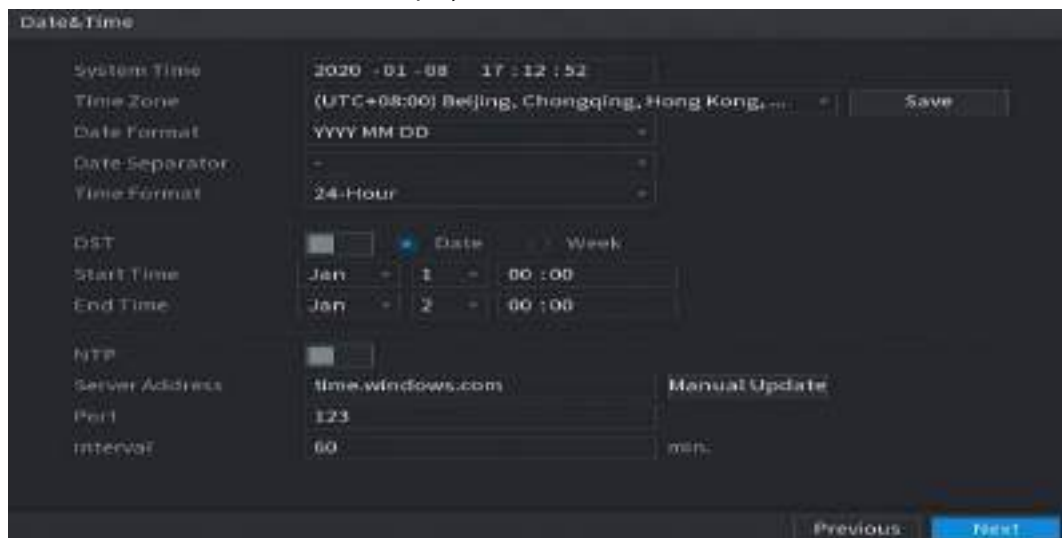 Date&Time
System Time 2020 -01 -08 17 : 12 : 52
Time Zone (UTC+08:00) Beijing, Chongqing, Hong Kong, ... Save
Date Format YYYY MM DD
Date Separator -
Time Format 24-Hour
DST Date Week
Start Time Jan 1 00 : 00
End Time Jan 2 00 : 00
NTP
Server Address time.windows.com Manual Update
Port 123
Interval 60 min.
Previous Next